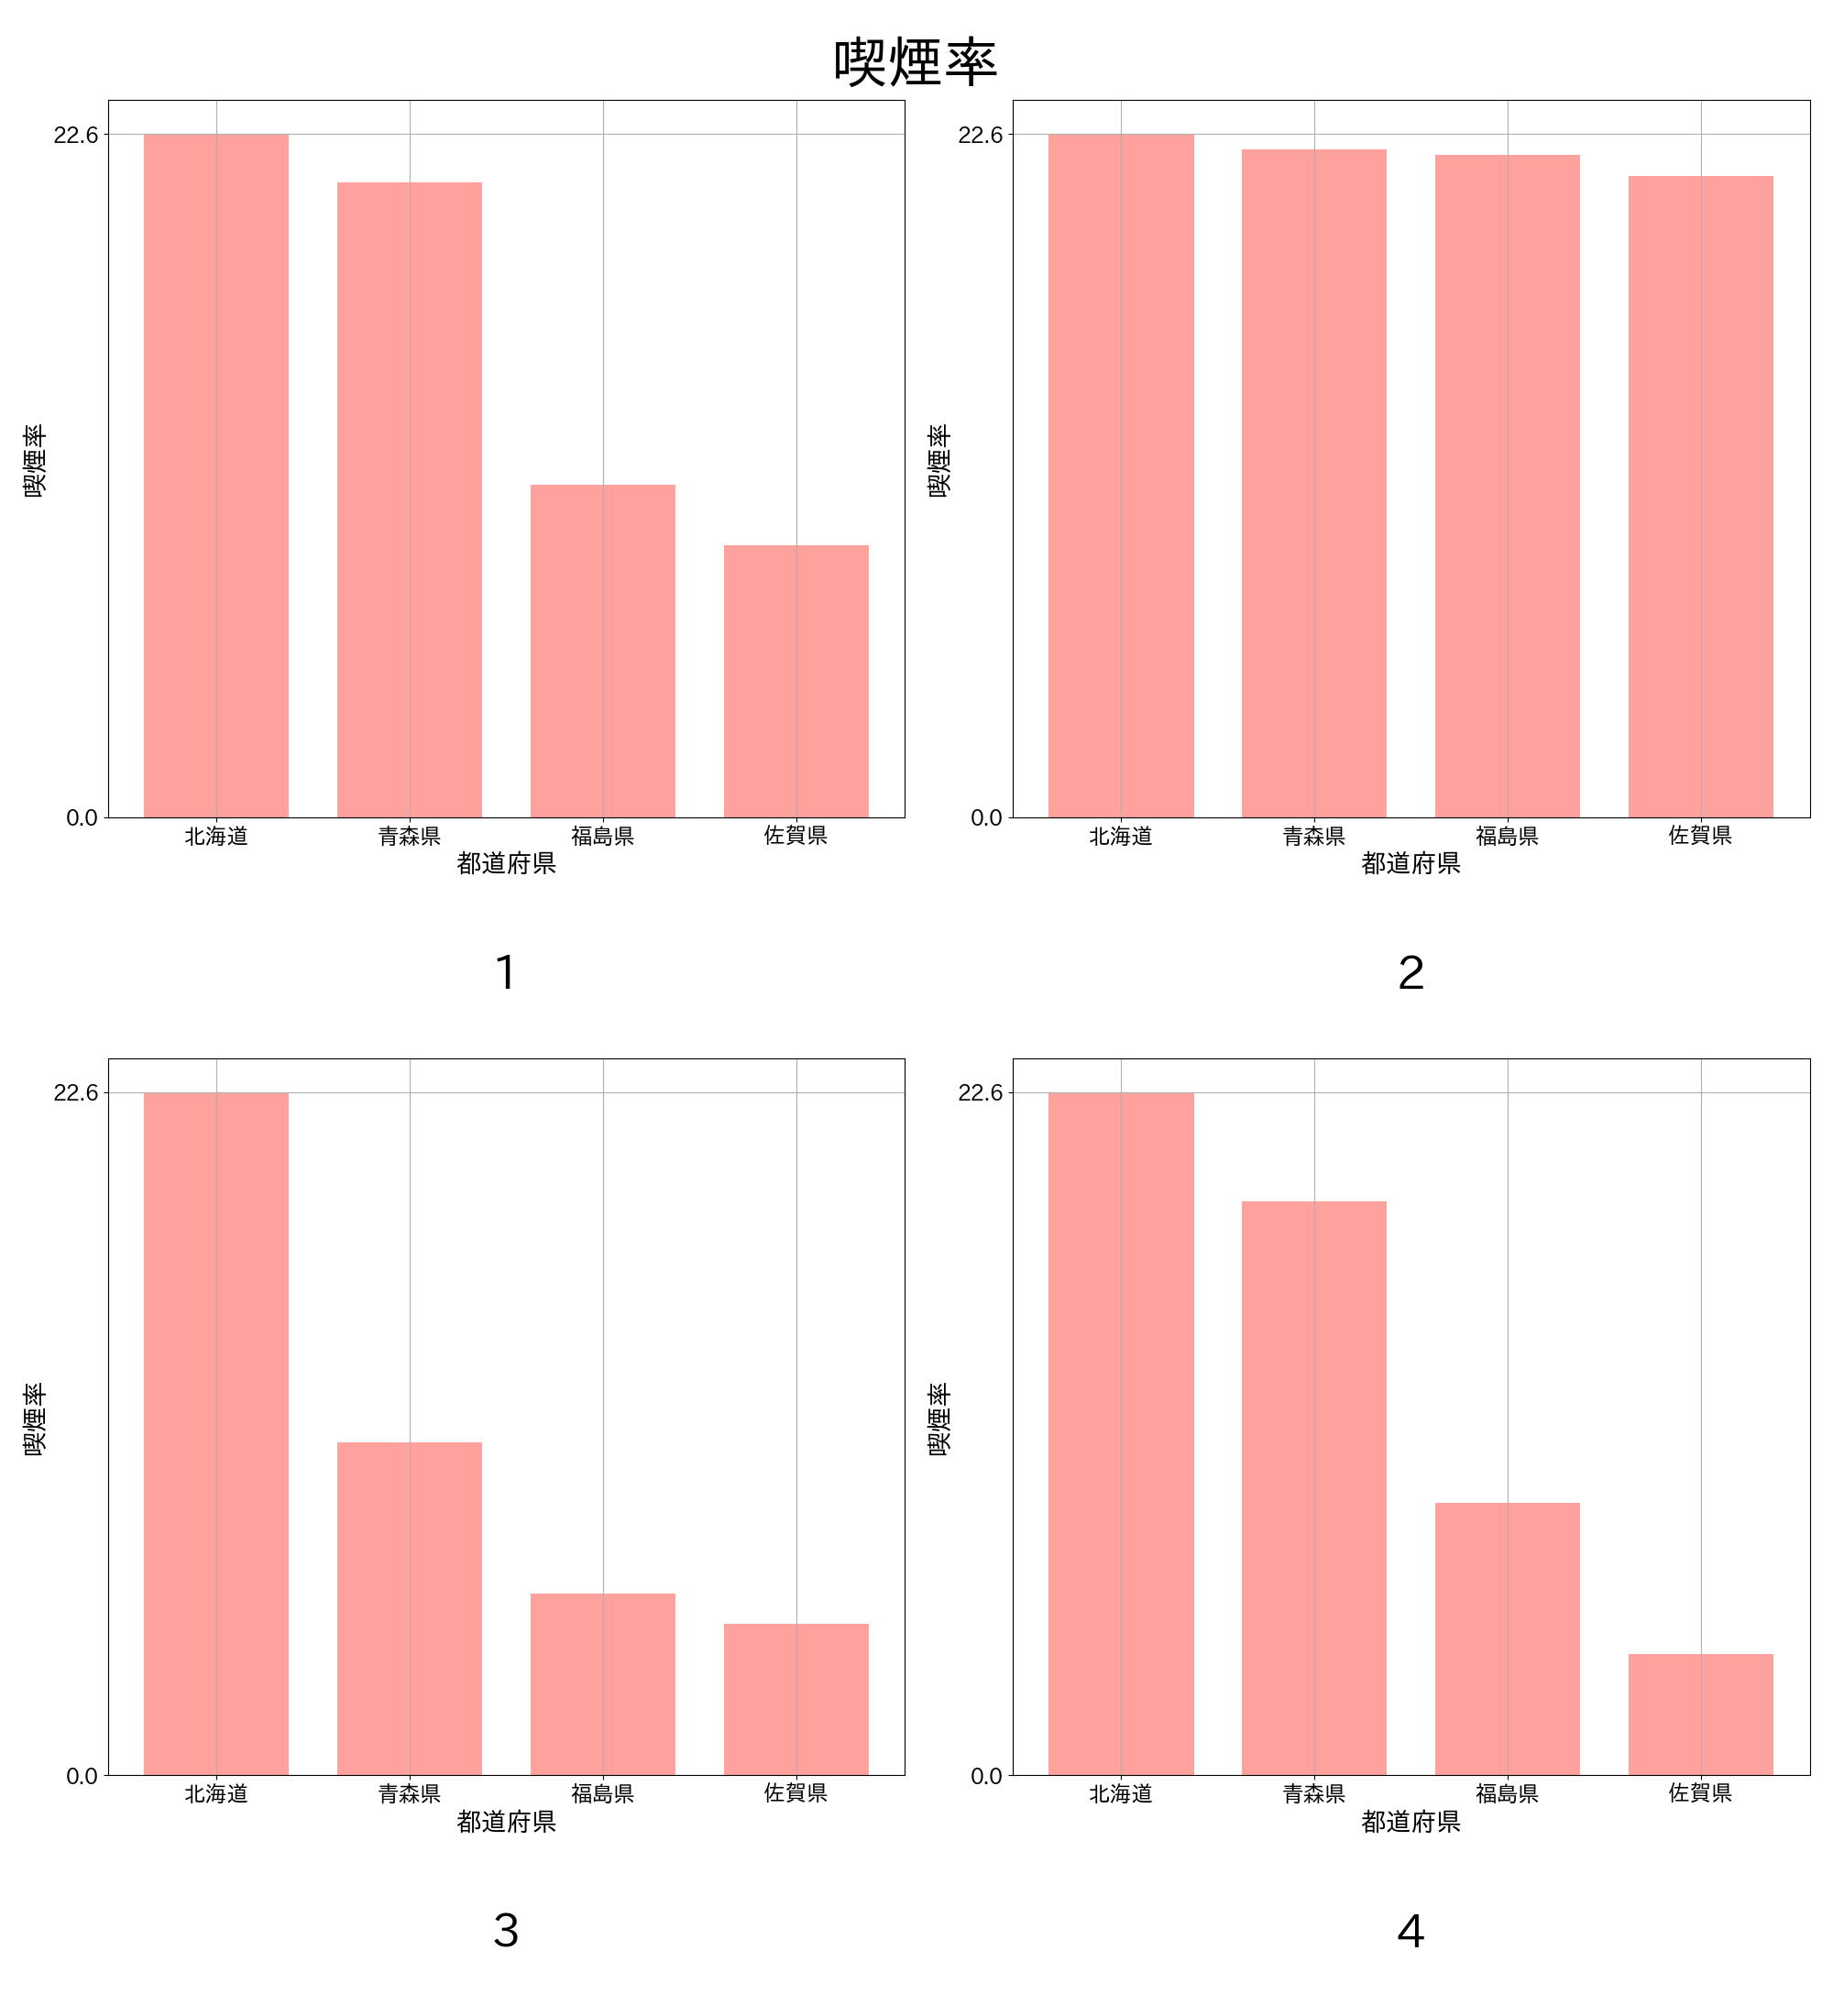 喫煙率
22.6
0.0
喫煙率
北海道 青森県 福島県 佐賀県
都道府県
1
22.6
0.0
喫煙率
北海道 青森県 福島県 佐賀県
都道府県
2
22.6
0.0
喫煙率
北海道 青森県 福島県 佐賀県
都道府県
3
22.6
0.0
喫煙率
北海道 青森県 福島県 佐賀県
都道府県
4